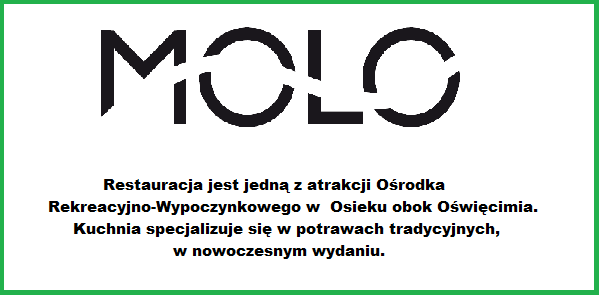 MOLO
Restauracja jest jedną z atrakcji Ośrodka
Rekreacyjno-Wypoczynkowego w Osieku obok Oświęcimia.
Kuchnia specjalizuje się w potrawach tradycyjnych,
w nowoczesnym wydaniu.